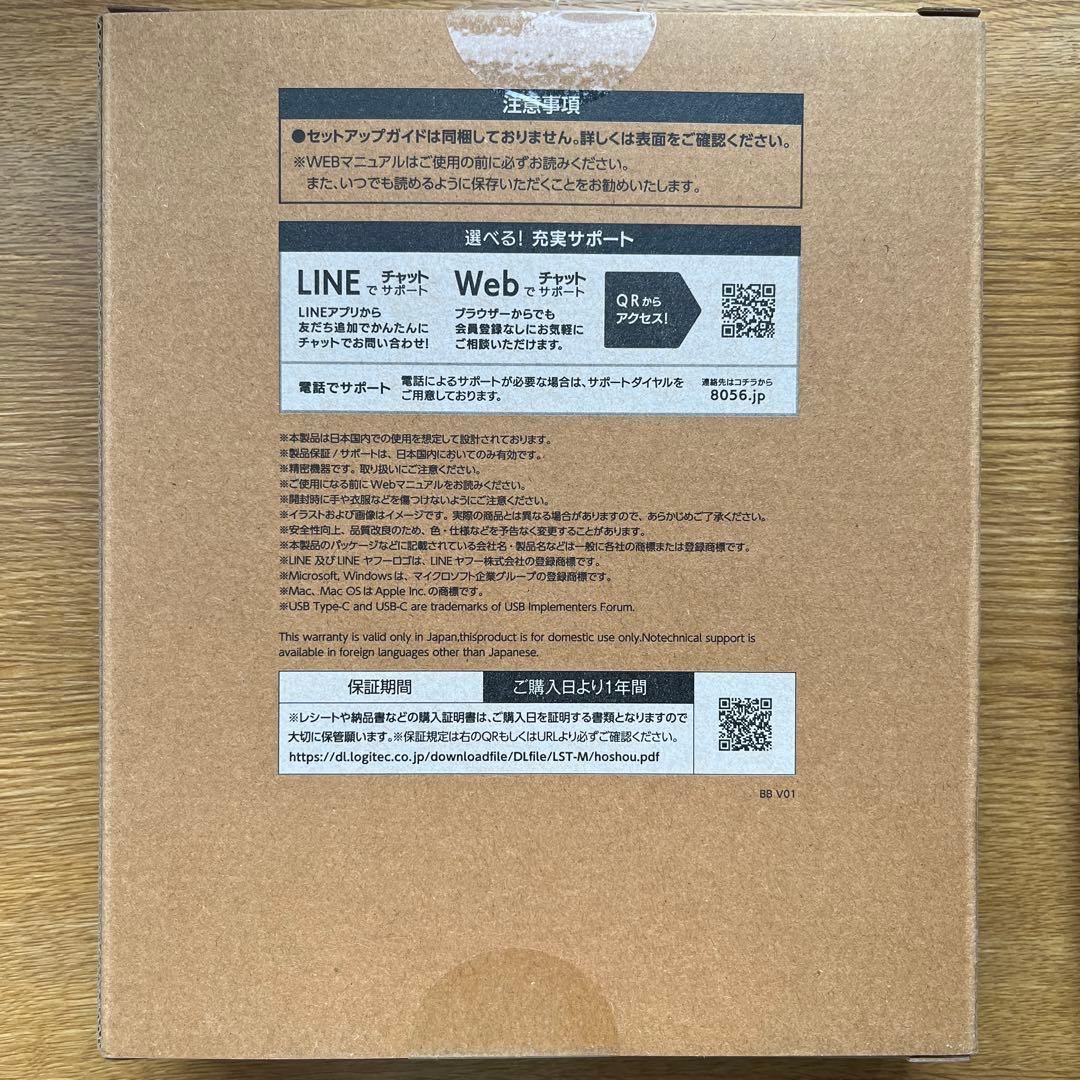 注意事項
●セットアップガイドは同梱しておりません。詳しくは表面をご確認ください。
※WEBマニュアルはご使用の前に必ずお読みください。
また、いつでも読めるように保存いただくことをお勧めいたします。
選べる! 充実サポート
LINEでチャットサポート
LINEアプリから
友だち追加でかんたんに
チャットでお問い合わせ!
Webでチャットサポート
ブラウザーからでも
会員登録なしにお気軽に
ご相談いただけます。
QRから
アクセス!
電話でサポート
電話によるサポートが必要な場合は、サポートダイヤルを
ご用意しております。
連絡先はコチラから
8056.jp
※本製品は日本国内での使用を想定して設計されております。
※製品保証/サポートは、日本国内においてのみ有効です。
※精密機器です。取り扱いにご注意ください。
※ご使用になる前にWebマニュアルをお読みください。
※開封時に手や衣服などを傷つけないようにご注意ください。
※イラストおよび画像はイメージです。実際の商品とは異なる場合がありますので、あらかじめご了承ください。
※安全性向上、品質改良のため、色・仕様などを予告なく変更することがあります。
※本製品のパッケージなどに記載されている会社名・製品名などは一般に各社の商標または登録商標です。
※LINE 及びLINE ヤフーロゴは、LINEヤフー株式会社の登録商標です。
※Microsoft, Windowsは、マイクロソフト企業グループの登録商標です。
※Mac、Mac OSはApple Inc.の商標です。
※USB Type-C and USB-C are trademarks of USB Implementers Forum.
This warranty is valid only in Japan,thisproduct is for domestic use only.Notechnical support is
available in foreign languages other than Japanese.
保証期間
ご購入日より1年間
※レシートや納品書などの購入証明書は、ご購入日を証明する書類となりますので
大切に保管願います。※保証規定は右のQRもしくはURLより必ずご確認ください。
https://dl.logitec.co.jp/downloadfile/DLfile/LST-M/hoshou.pdf
BB V01